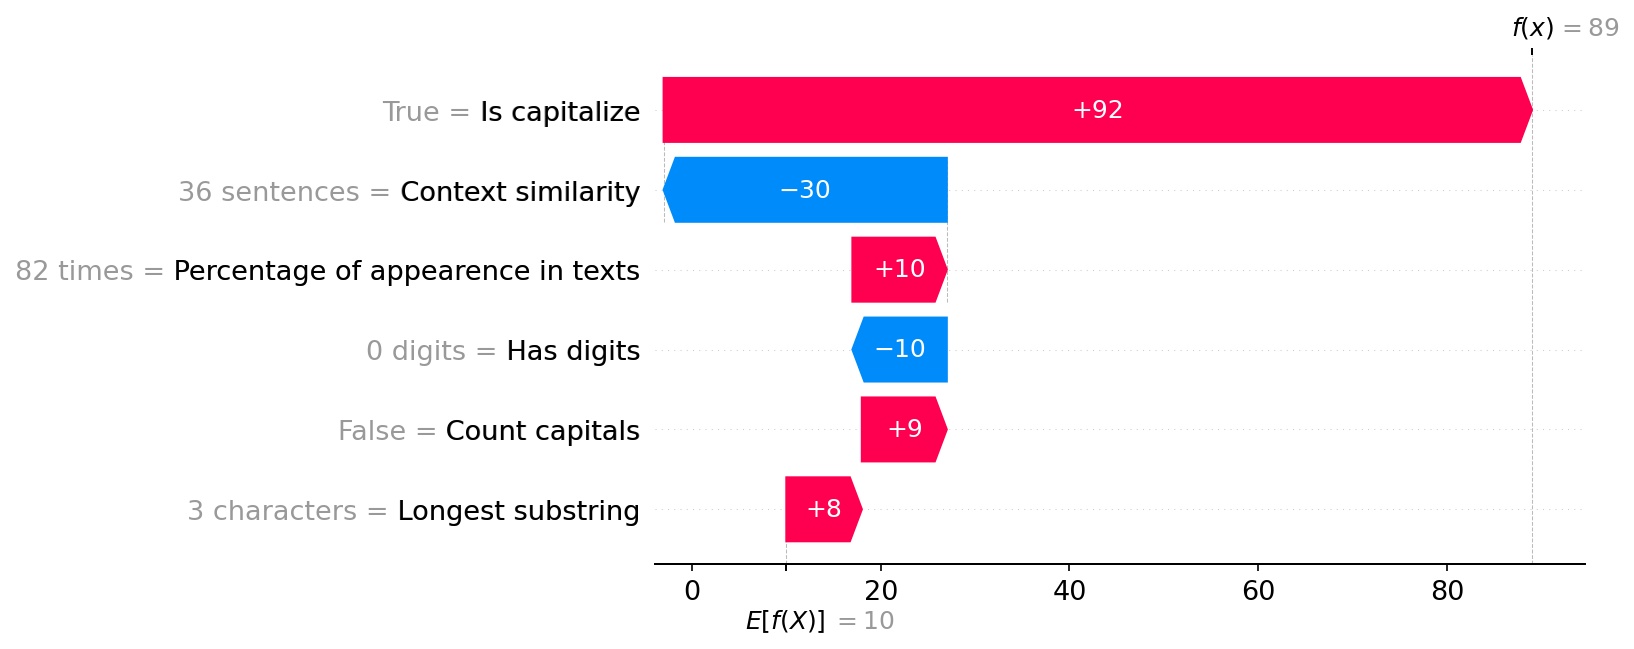 f(x) = 89
True = Is capitalize +92
36 sentences = Context similarity −30
82 times = Percentage of appearence in texts +10
0 digits = Has digits −10
False = Count capitals +9
3 characters = Longest substring +8
0 20 40 60 80
E[f(X)] = 10